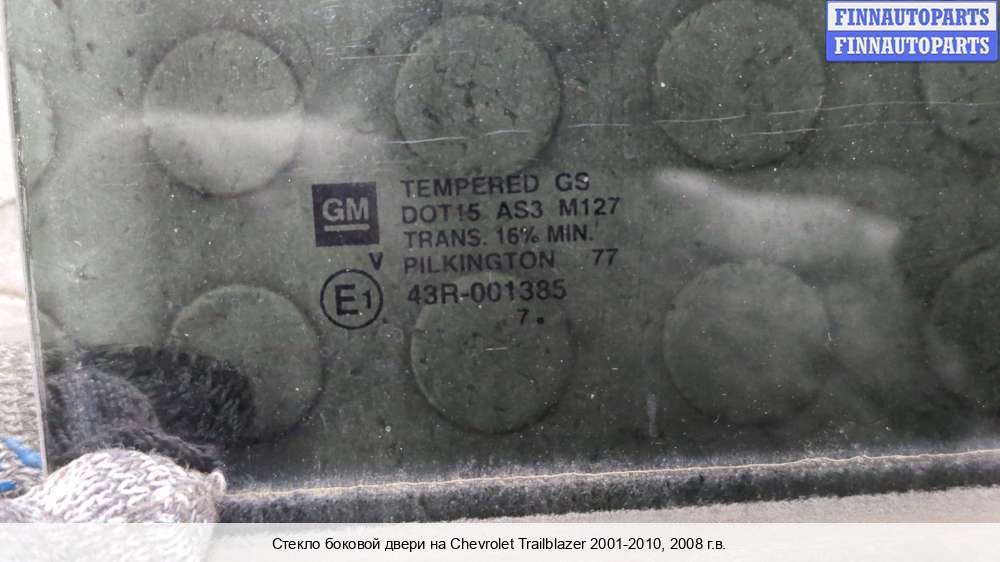 FINNAUTOPARTS
FINNAUTOPARTS
GM
TEMPERED GS
DOT15 AS3 M127
TRANS. 16% MIN.
V PILKINGTON 77
E1 43R-001385
7.
Стекло боковой двери на Chevrolet Trailblazer 2001-2010, 2008 г.в.